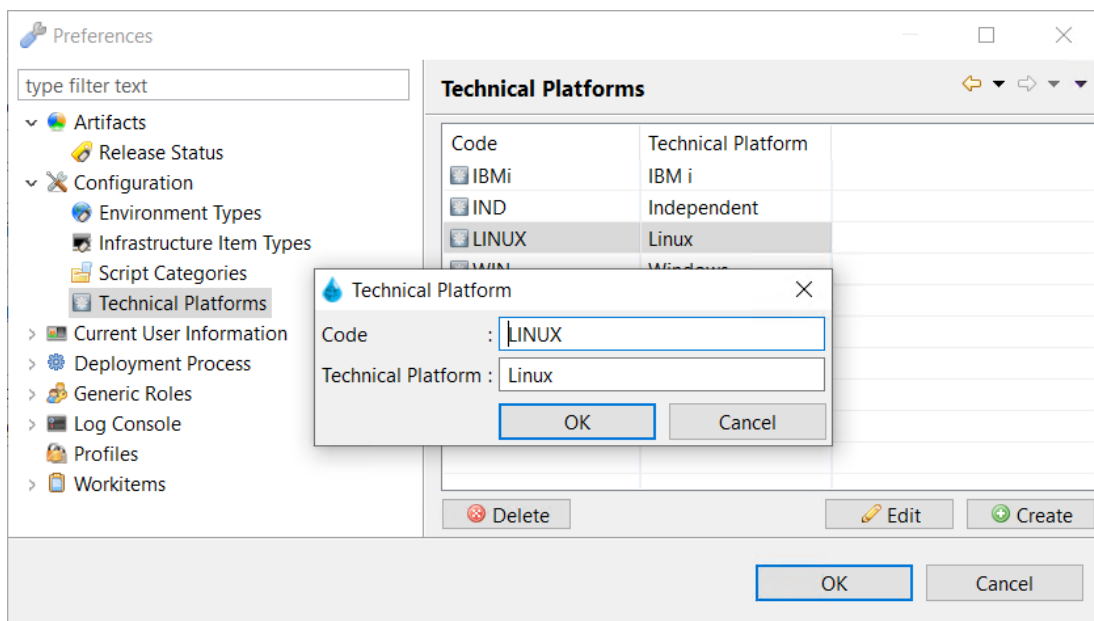 Preferences
type filter text
Artifacts
Release Status
Configuration
Environment Types
Infrastructure Item Types
Script Categories
Technical Platforms
Current User Information
Deployment Process
Generic Roles
Log Console
Profiles
Workitems
Technical Platforms
Code Technical Platform
IBMi IBM i
IND Independent
LINUX Linux
WIN Windows
Technical Platform
Code : LINUX
Technical Platform : Linux
OK Cancel
Delete Edit Create
OK Cancel